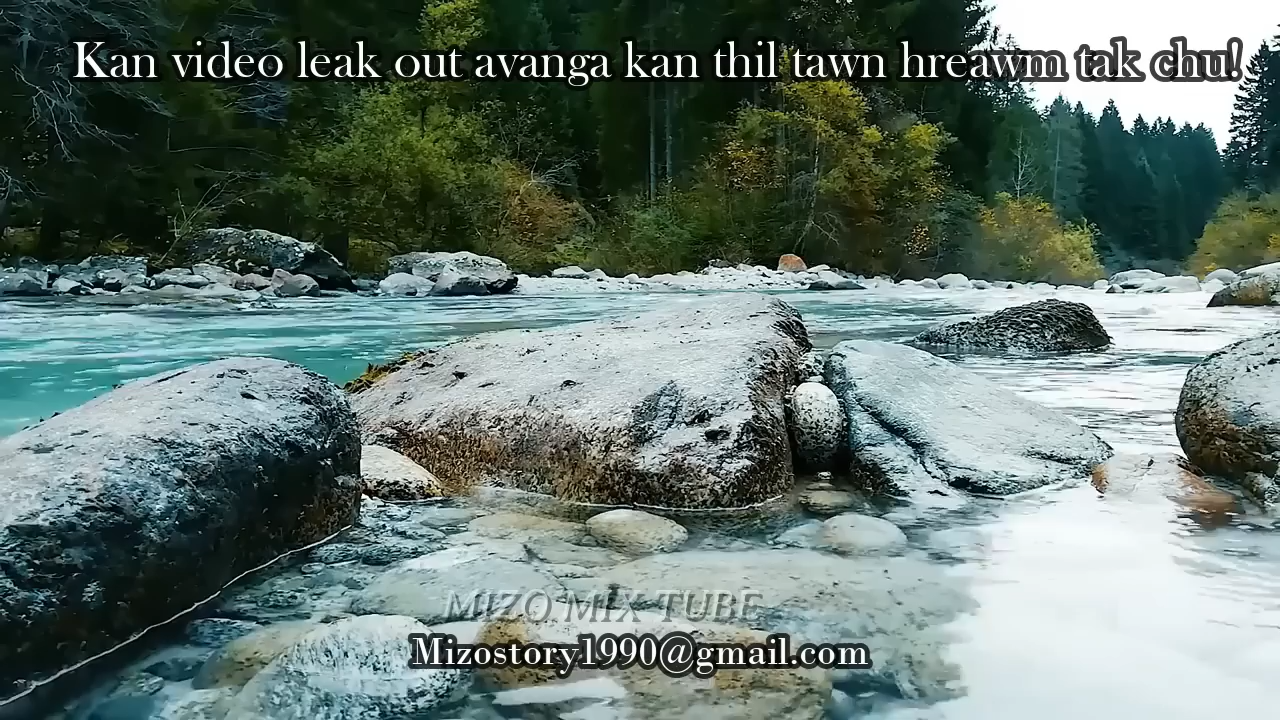 Kan video leak out avanga kan thil tawn hreawm tak chu!
MIZO MIX TUBE
Mizostory1990@gmail.com